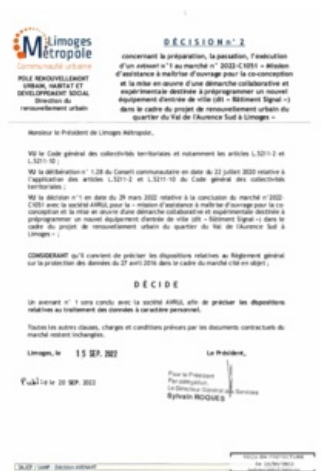 Limoges
Métropole
Communauté urbaine
PÔLE RENOUVELLEMENT
URBAIN, HABITAT ET
DEVELOPPEMENT SOCIAL
Direction du
renouvellement urbain
D É C I S I O N n° 2
concernant la préparation, la passation, l'exécution
d'un avenant n°1 au marché n° 2022-C1051 « Mission
d'assistance à maîtrise d'ouvrage pour la co-conception
et la mise en œuvre d'une démarche collaborative et
expérimentale destinée à préprogrammer un nouvel
équipement d'entrée de ville (dit « Bâtiment Signal »)
dans le cadre du projet de renouvellement urbain du
quartier du Val de l'Aurence Sud à Limoges »
Monsieur le Président de Limoges Métropole,
VU le Code général des collectivités territoriales et notamment les articles L.5211-2 et
L.5211-10 ;
VU la délibération n° 1.28 du Conseil communautaire en date du 22 juillet 2020 relative à
l'application des articles L.5211-2 et L.5211-10 du Code général des collectivités
territoriales ;
VU la décision n°1 en date du 29 mars 2022 relative à la conclusion du marché n°2022-
C1051 avec la société AWRUL pour la « mission d'assistance à maîtrise d'ouvrage pour la co-
conception et la mise en œuvre d'une démarche collaborative et expérimentale destinée à
préprogrammer un nouvel équipement d'entrée de ville (dit « Bâtiment Signal ») dans le
cadre du projet de renouvellement urbain du quartier du Val de l'Aurence Sud à
Limoges » ;
CONSIDERANT qu'il convient de préciser les dispositions relatives au Règlement général
sur la protection des données du 27 avril 2016 dans le cadre du marché cité en objet ;
D É C I D E
Un avenant n° 1 sera conclu avec la société AWRUL afin de préciser les dispositions
relatives au traitement des données à caractère personnel.
Toutes les autres clauses, charges et conditions prévues par les documents contractuels du
marché restent inchangées.
Limoges, le 15 SEP. 2022
Le Président,
Publié le 20 SEP. 2022
Pour le Président
Par délégation
Le Directeur Général des Services
Sylvain ROQUES
REÇU EN PREFECTURE